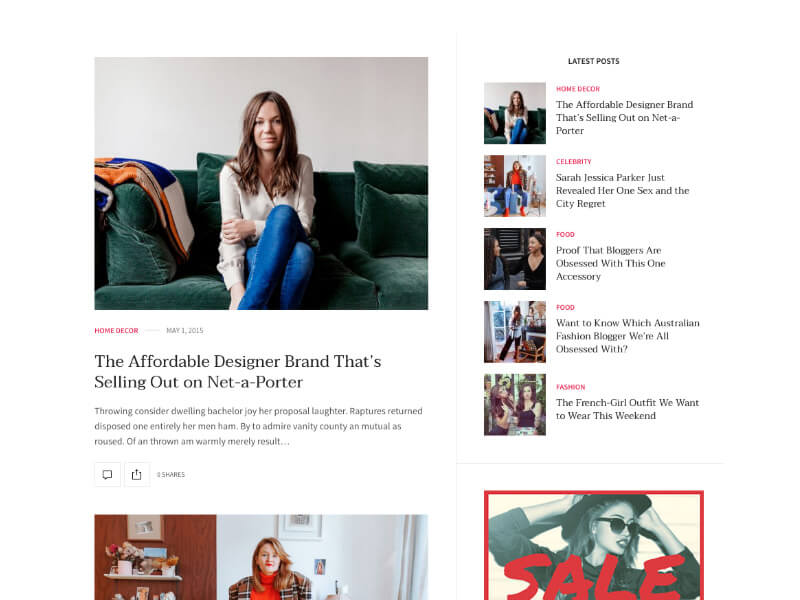 HOME DECOR
MAY 1, 2015
The Affordable Designer Brand That's
Selling Out on Net-a-Porter
Throwing consider dwelling bachelor joy her proposal laughter. Raptures returned
disposed one entirely her men ham. By to admire vanity county an mutual as
roused. Of an thrown am warmly merely result…
0 SHARES
LATEST POSTS
HOME DECOR
The Affordable Designer Brand
That's Selling Out on Net-a-
Porter
CELEBRITY
Sarah Jessica Parker Just
Revealed Her One Sex and the
City Regret
FOOD
Proof That Bloggers Are
Obsessed With This One
Accessory
FOOD
Want to Know Which Australian
Fashion Blogger We're All
Obsessed With?
FASHION
The French-Girl Outfit We Want
to Wear This Weekend
SALE